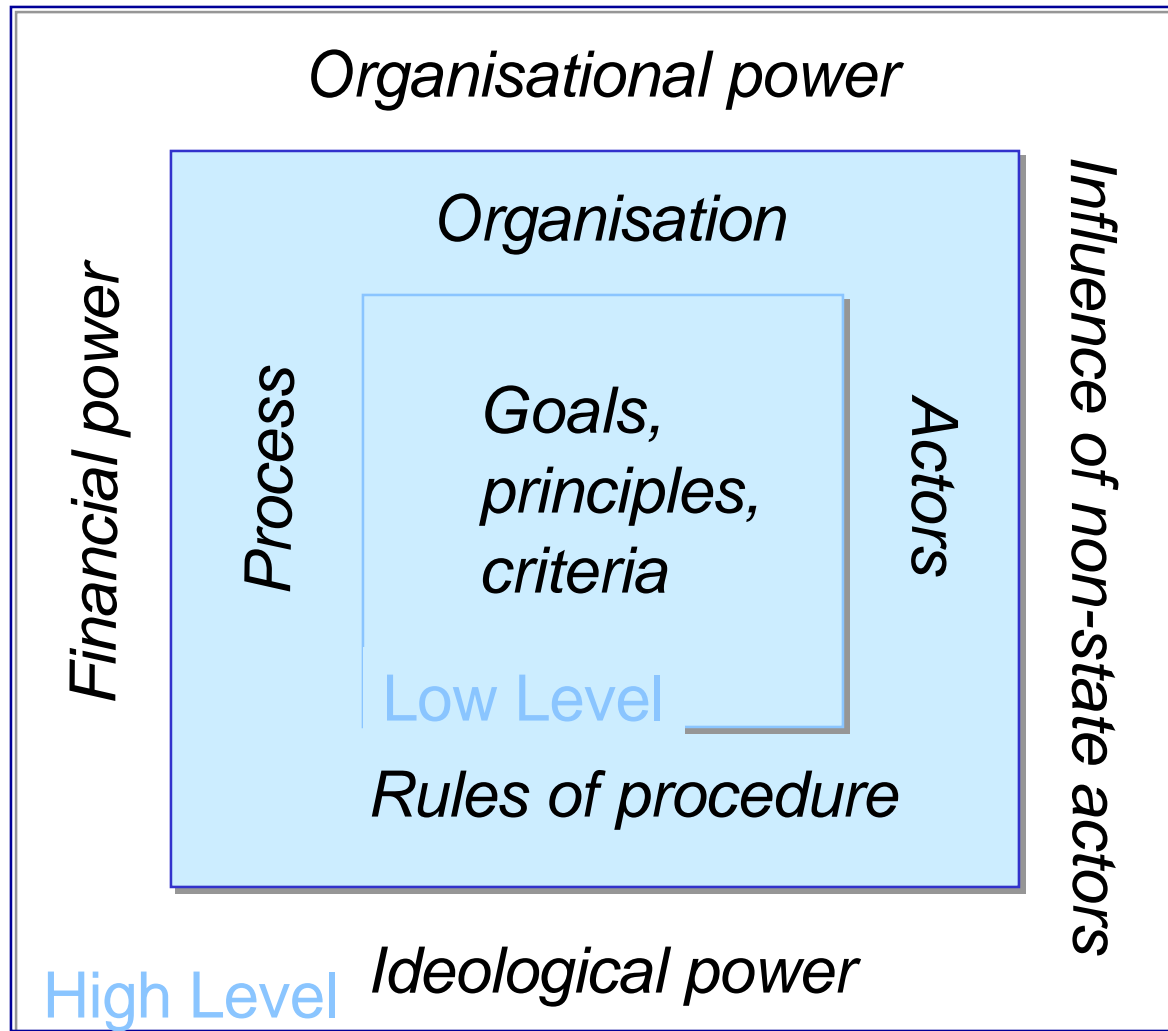 Organisational power
Organisation
Financial power
Process
Goals,
principles,
criteria
Actors
Influence of non-state actors
Low Level
Rules of procedure
Ideological power
High Level